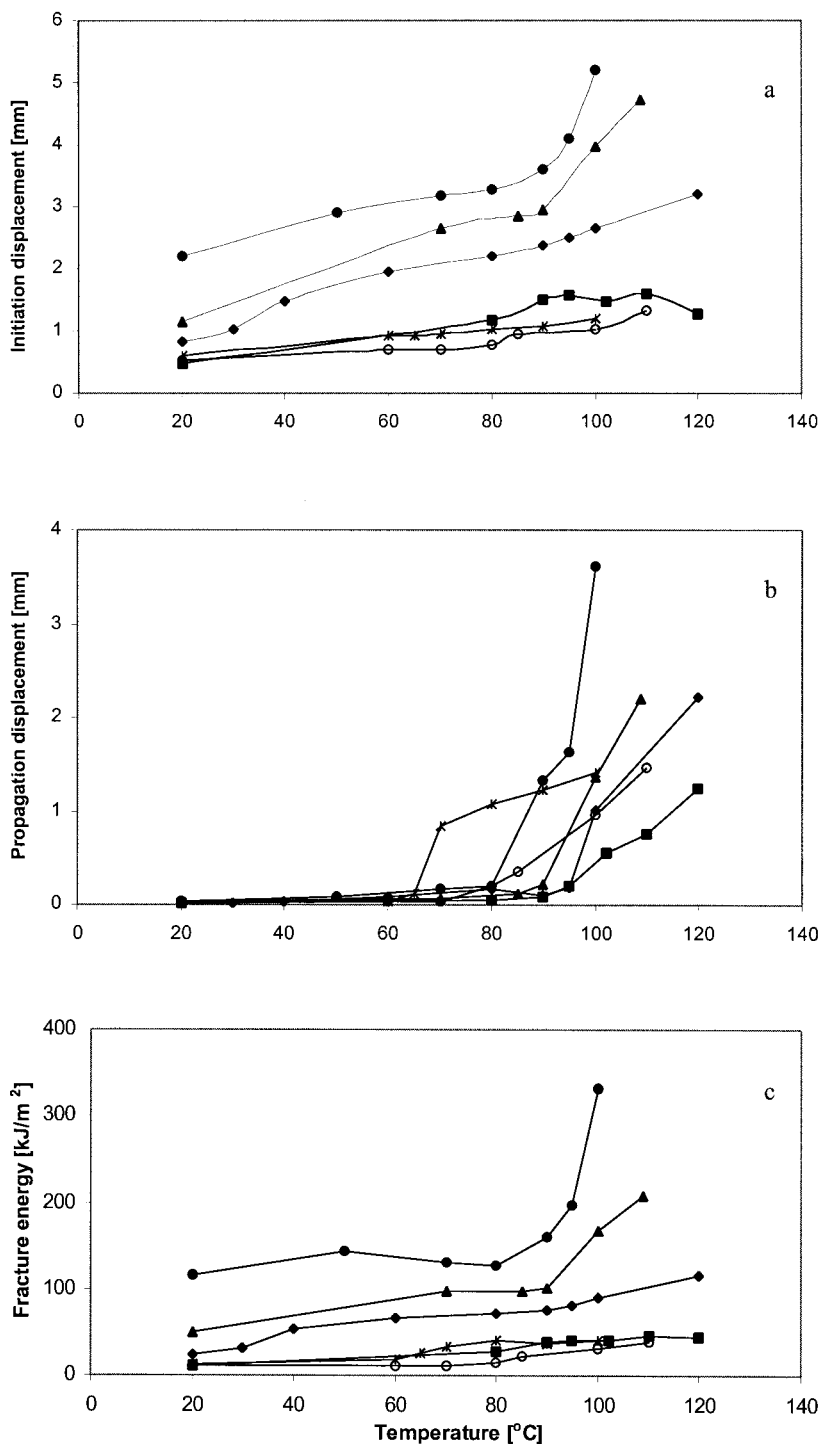 6
5
4
3
2
1
0
Initiation displacement [mm]
a
0 20 40 60 80 100 120 140
4
3
2
1
0
Propagation displacement [mm]
b
0 20 40 60 80 100 120 140
400
300
200
100
0
Fracture energy [kJ/m ²]
c
0 20 40 60 80 100 120 140
Temperature [°C]